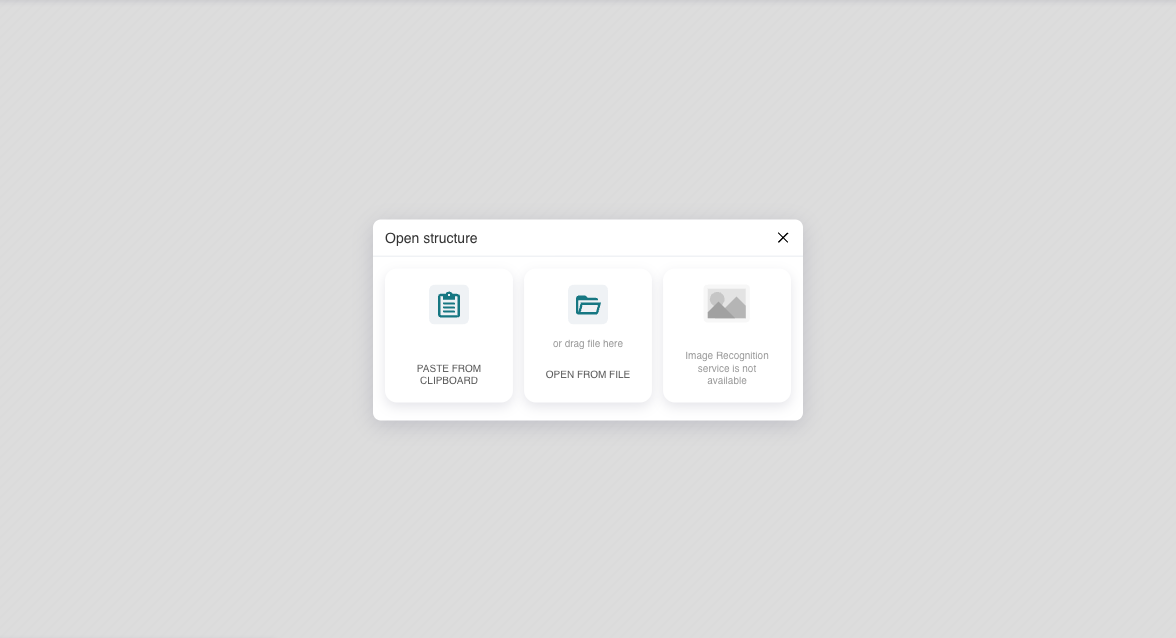 Open structure
PASTE FROM
CLIPBOARD
or drag file here
OPEN FROM FILE
Image Recognition
service is not
available